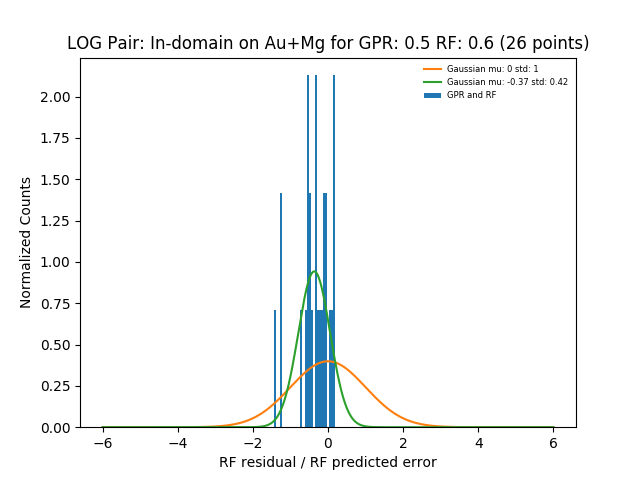 LOG Pair: In-domain on Au+Mg for GPR: 0.5 RF: 0.6 (26 points)
Gaussian mu: 0 std: 1
Gaussian mu: -0.37 std: 0.42
GPR and RF
Normalized Counts
2.00
1.75
1.50
1.25
1.00
0.75
0.50
0.25
0.00
−6 −4 −2 0 2 4 6
RF residual / RF predicted error